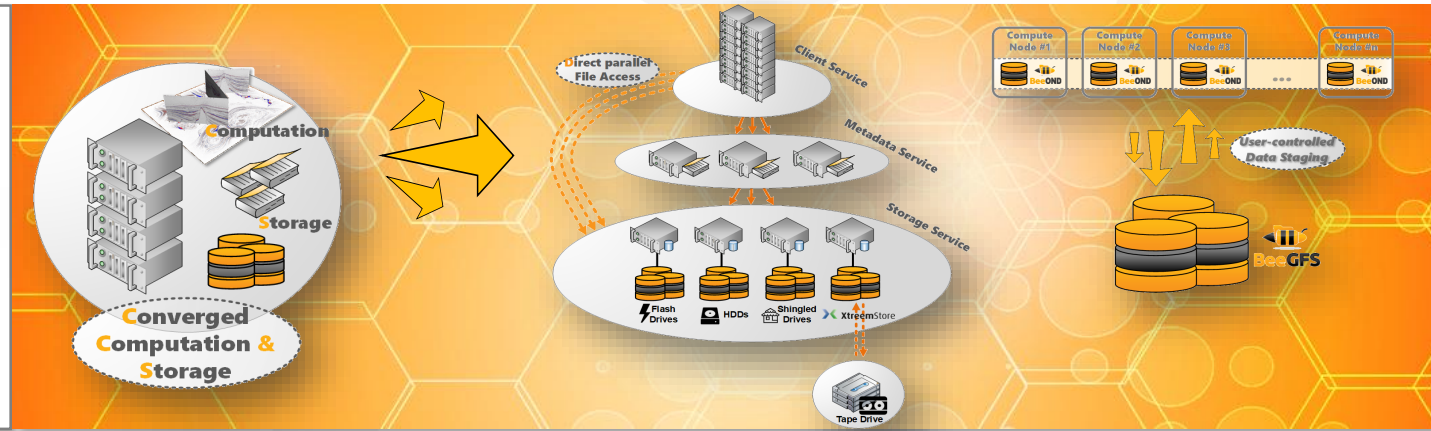 Computation
Storage
Converged
Computation &
Storage
Direct parallel
File Access
Client Service
Metadata Service
Storage Service
Flash
Drives
HDDs
Shingled
Drives
XtreemStore
Tape Drive
Compute
Node #1
BeeOND
Compute
Node #2
BeeOND
Compute
Node #3
BeeOND
...
Compute
Node #n
BeeOND
User-controlled
Data Staging
BeeGFS